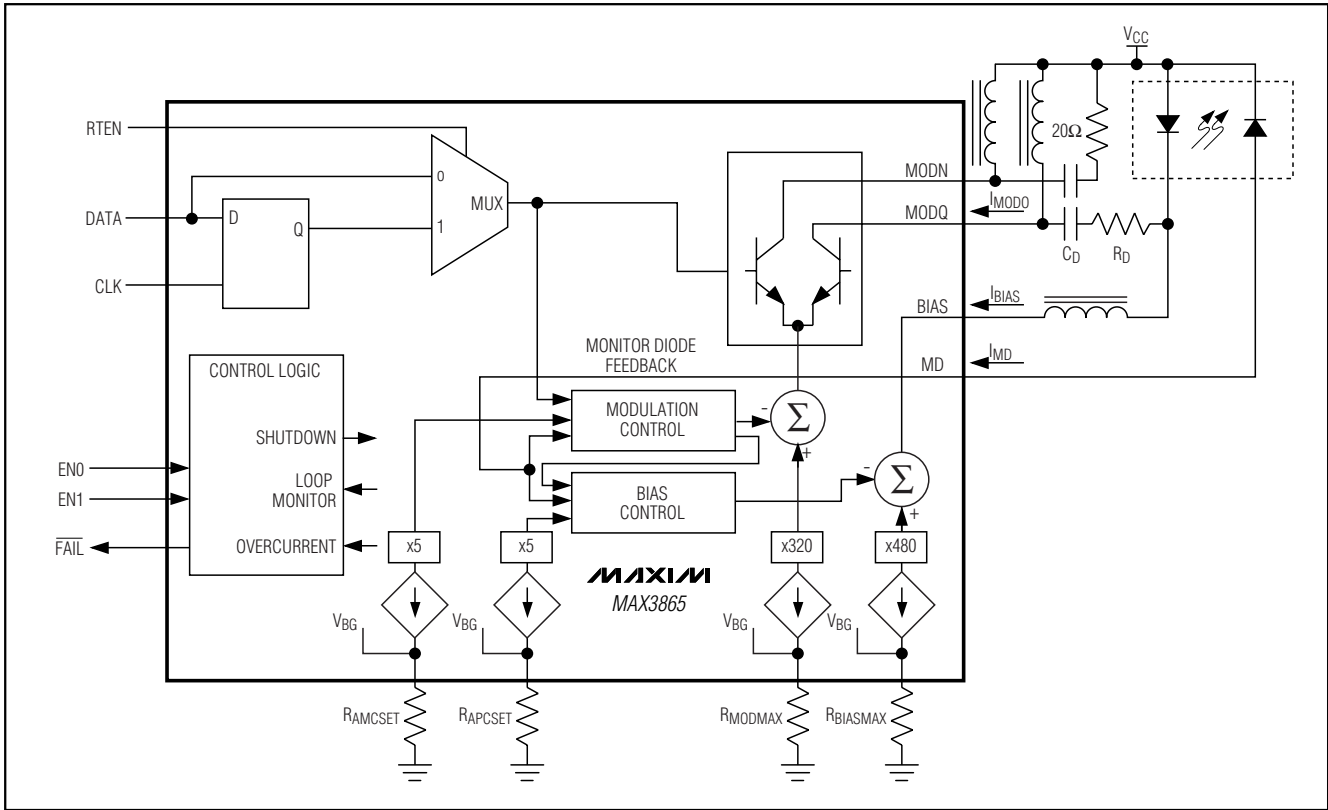 VCC
RTEN
20Ω
MODN
0
MUX
IMODO
DATA
D
MODQ
Q
1
CD
RD
CLK
IBIAS
BIAS
MONITOR DIODE
FEEDBACK
IMD
MD
CONTROL LOGIC
MODULATION
CONTROL
-
Σ
+
SHUTDOWN
EN0
LOOP
MONITOR
EN1
BIAS
CONTROL
-
Σ
+
FAIL
OVERCURRENT
x5
x5
x320
x480
MAXIM
MAX3865
VBG
VBG
VBG
VBG
RAMCSET
RAPCSET
RMODMAX
RBIASMAX